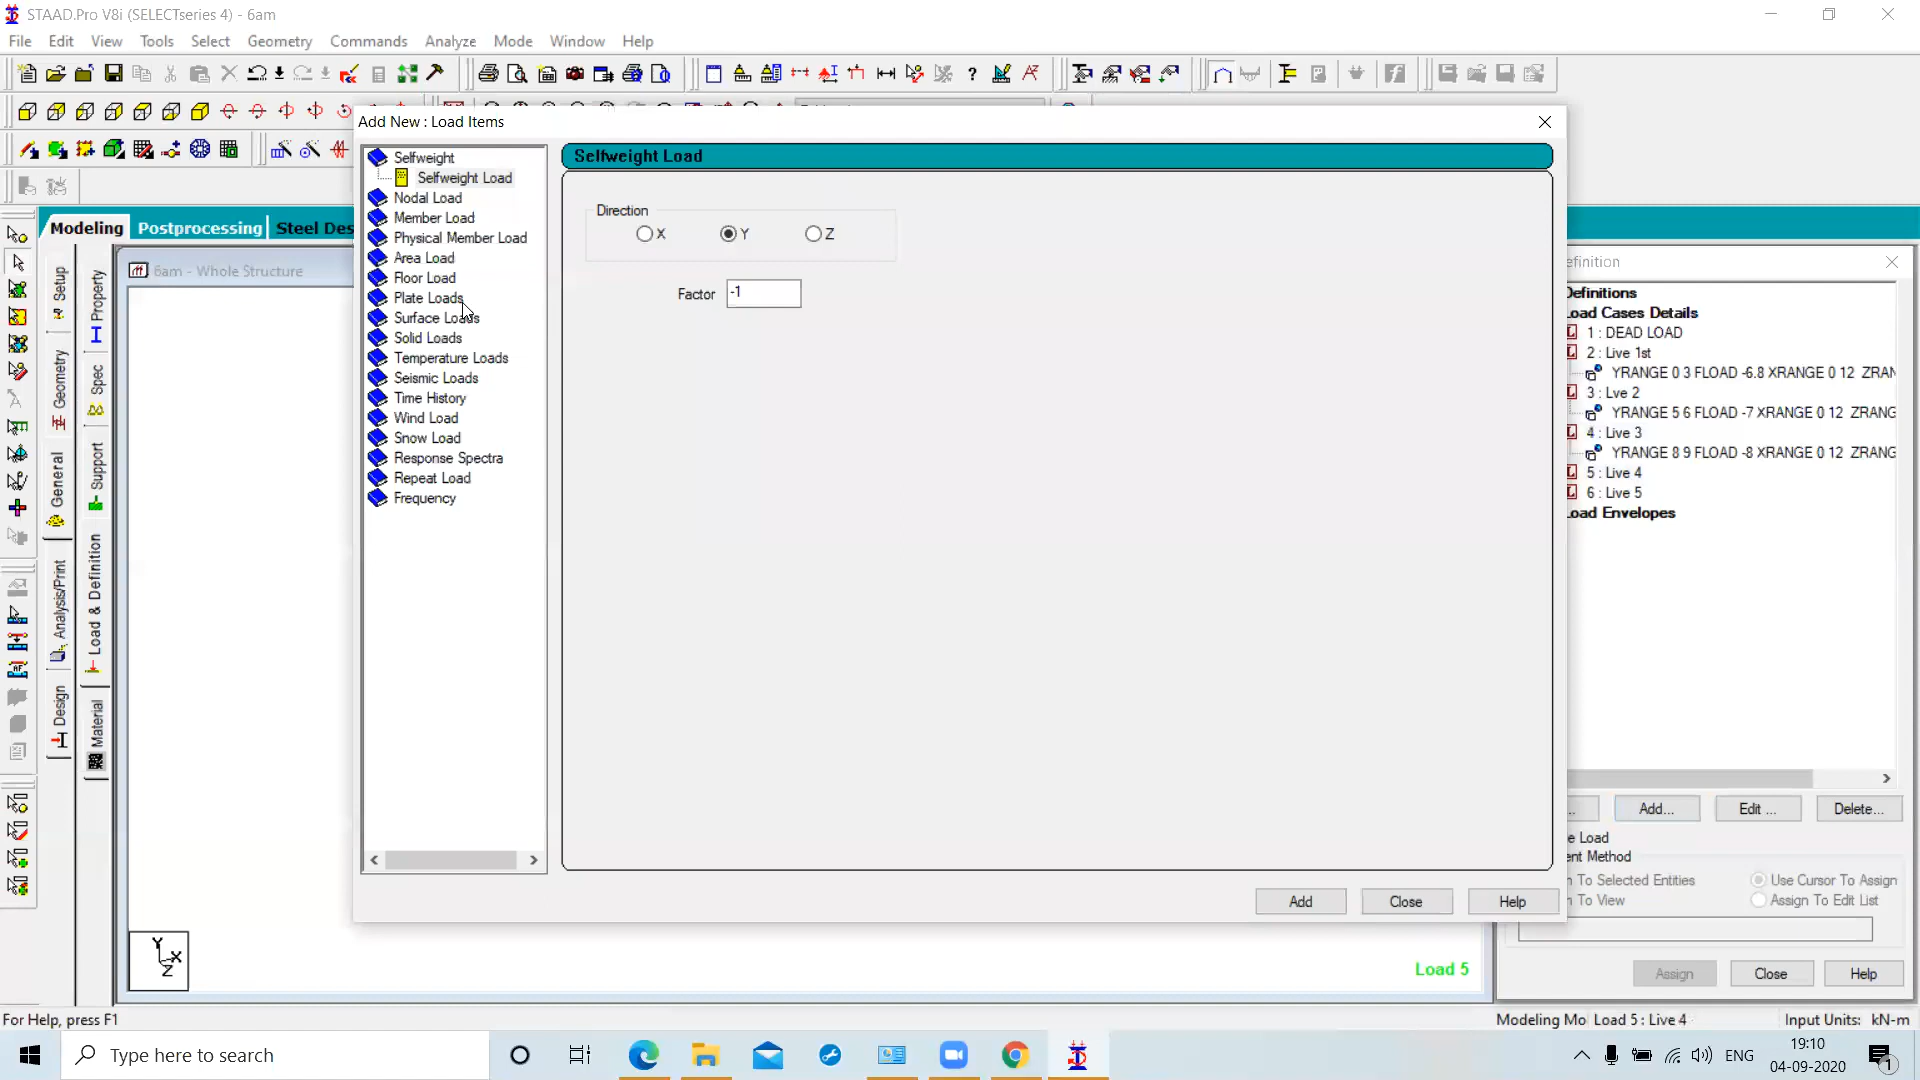 STAAD.Pro V8i (SELECTseries 4) - 6am
File Edit View Tools Select Geometry Commands Analyze Mode Window Help
Add New : Load Items
Selfweight
Selfweight Load
Nodal Load
Member Load
Physical Member Load
Area Load
Floor Load
Plate Loads
Surface Loads
Solid Loads
Temperature Loads
Seismic Loads
Time History
Wind Load
Snow Load
Response Spectra
Repeat Load
Frequency
Selfweight Load
Direction
X Y Z
Factor -1
Add Close Help
Modeling Postprocessing Steel Des
6am - Whole Structure
Setup
Geometry
General
Analysis/Print
Design
Property
Spec
Support
Load & Definition
Material
Y
X
Z
Load 5
efinition
Definitions
Load Cases Details
1 : DEAD LOAD
2 : Live 1st
YRANGE 0 3 FLOAD -6.8 XRANGE 0 12 ZRAN
3 : Lve 2
YRANGE 5 6 FLOAD -7 XRANGE 0 12 ZRANG
4 : Live 3
YRANGE 8 9 FLOAD -8 XRANGE 0 12 ZRANG
5 : Live 4
6 : Live 5
Load Envelopes
.. Add... Edit ... Delete...
e Load
ent Method
n To Selected Entities Use Cursor To Assign
n To View Assign To Edit List
Assign Close Help
For Help, press F1
Modeling Mo Load 5 : Live 4 Input Units: kN-m
Type here to search
ENG
19:10
04-09-2020
1